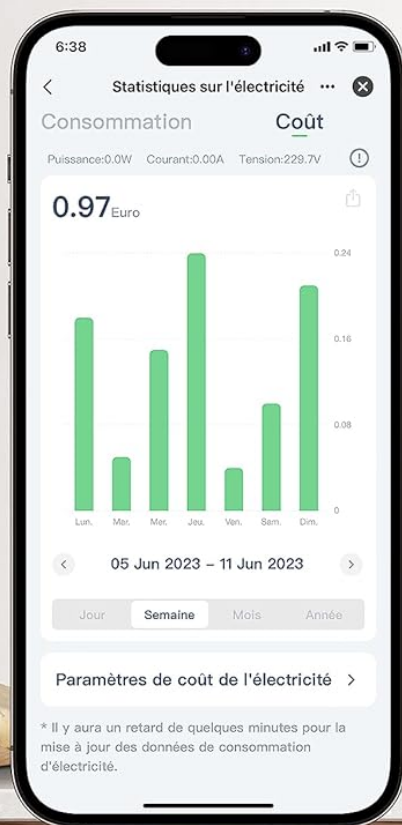 6:38
Statistiques sur l'électricité
Consommation Coût
Puissance:0.0W Courant:0.00A Tension:229.7V
0.97 Euro
0.24
0.16
0.08
0
Lun. Mar. Mer. Jeu. Ven. Sam. Dim.
05 Jun 2023 – 11 Jun 2023
Jour Semaine Mois Année
Paramètres de coût de l'électricité
* Il y aura un retard de quelques minutes pour la
mise à jour des données de consommation
d'électricité.